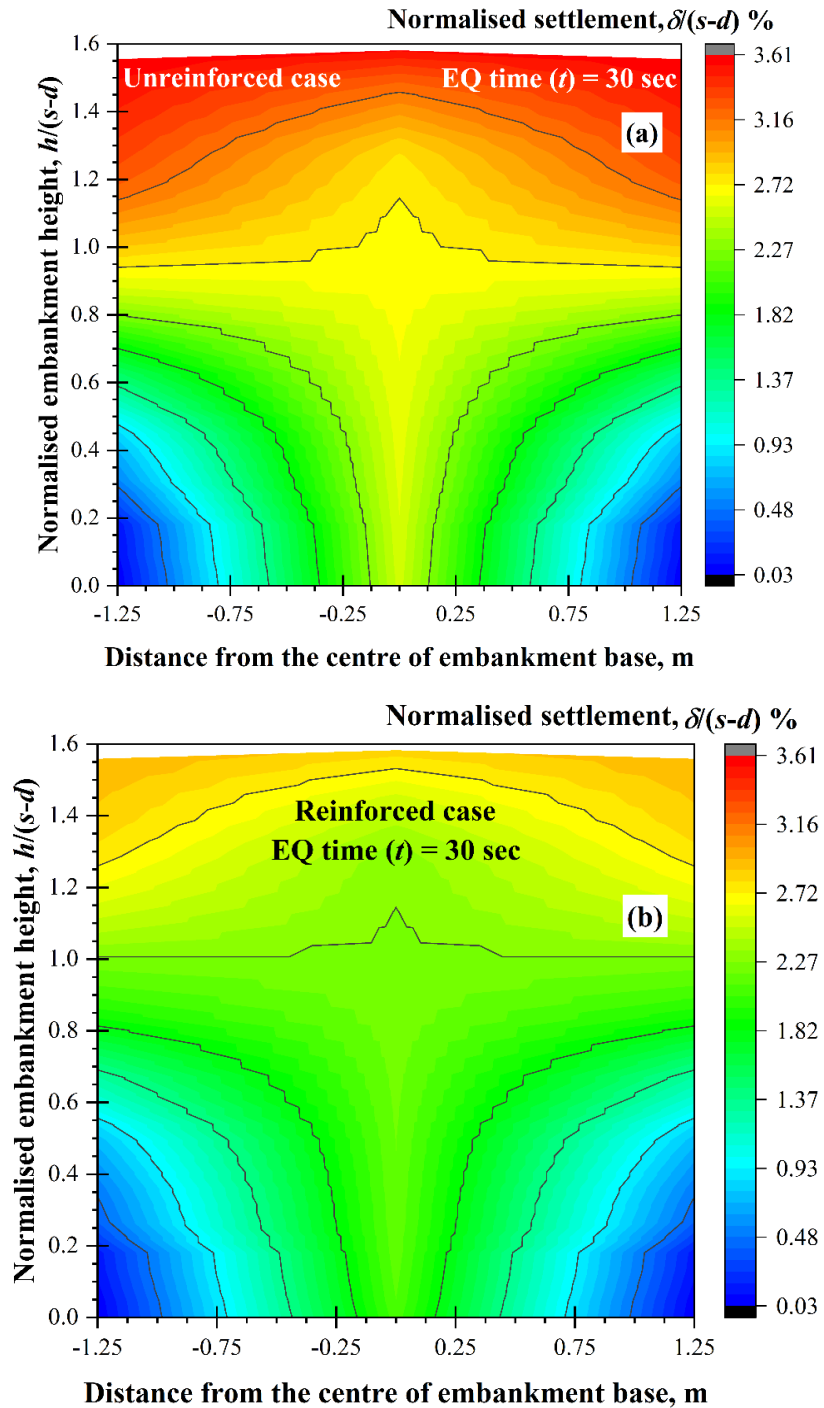 Normalised settlement, δ/(s-d) %
Unreinforced case EQ time (t) = 30 sec
(a)
Normalised embankment height, h/(s-d)
1.6
1.4
1.2
1.0
0.8
0.6
0.4
0.2
0.0
-1.25 -0.75 -0.25 0.25 0.75 1.25
Distance from the centre of embankment base, m
3.61
3.16
2.72
2.27
1.82
1.37
0.93
0.48
0.03
Normalised settlement, δ/(s-d) %
Reinforced case
EQ time (t) = 30 sec
(b)
Normalised embankment height, h/(s-d)
1.6
1.4
1.2
1.0
0.8
0.6
0.4
0.2
0.0
-1.25 -0.75 -0.25 0.25 0.75 1.25
Distance from the centre of embankment base, m
3.61
3.16
2.72
2.27
1.82
1.37
0.93
0.48
0.03